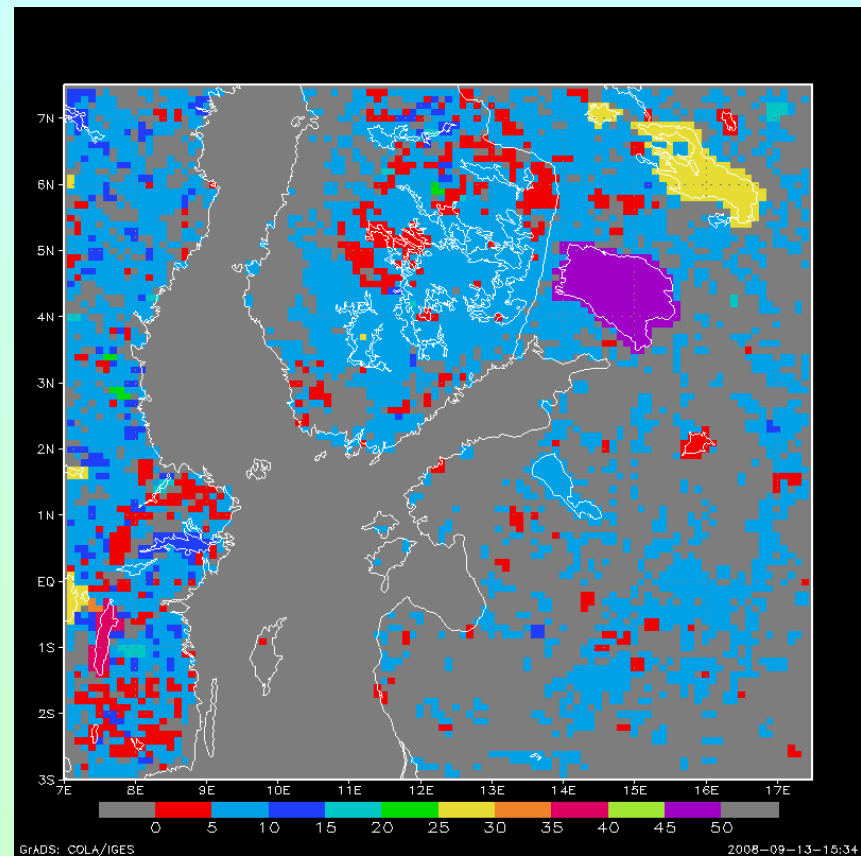 7N
6N
5N
4N
3N
2N
1N
EQ
1S
2S
3S
7E 8E 9E 10E 11E 12E 13E 14E 15E 16E 17E
0 5 10 15 20 25 30 35 40 45 50
GrADS: COLA/IGES 2008-09-13-15:34